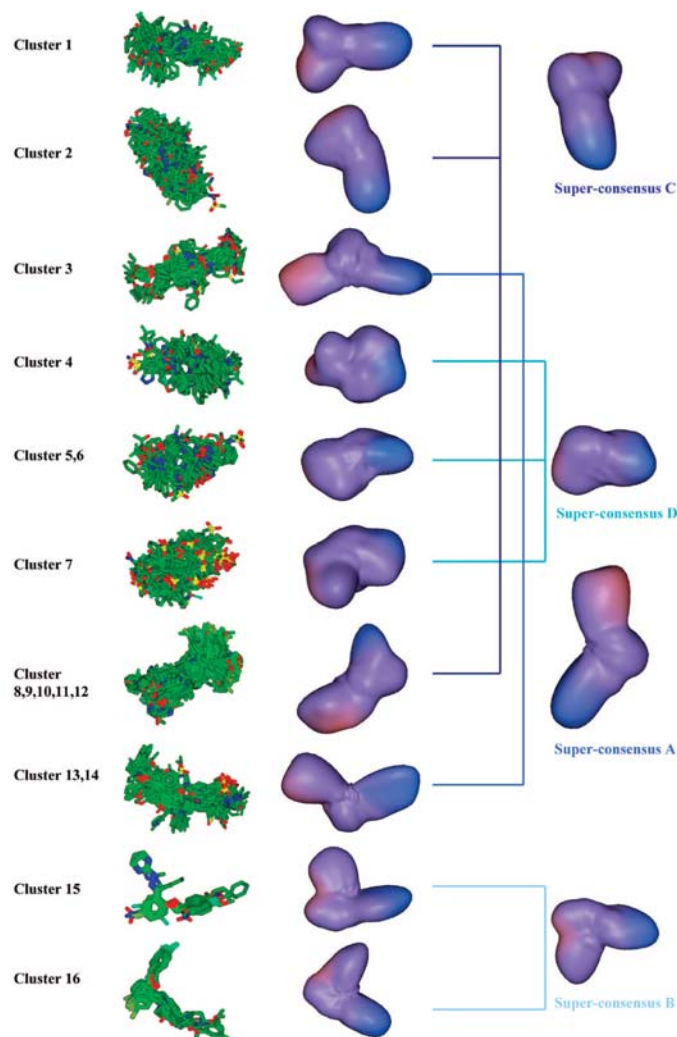 Cluster 1
Cluster 2
Super-consensus C
Cluster 3
Cluster 4
Cluster 5,6
Super-consensus D
Cluster 7
Cluster
8,9,10,11,12
Super-consensus A
Cluster 13,14
Cluster 15
Cluster 16
Super-consensus B